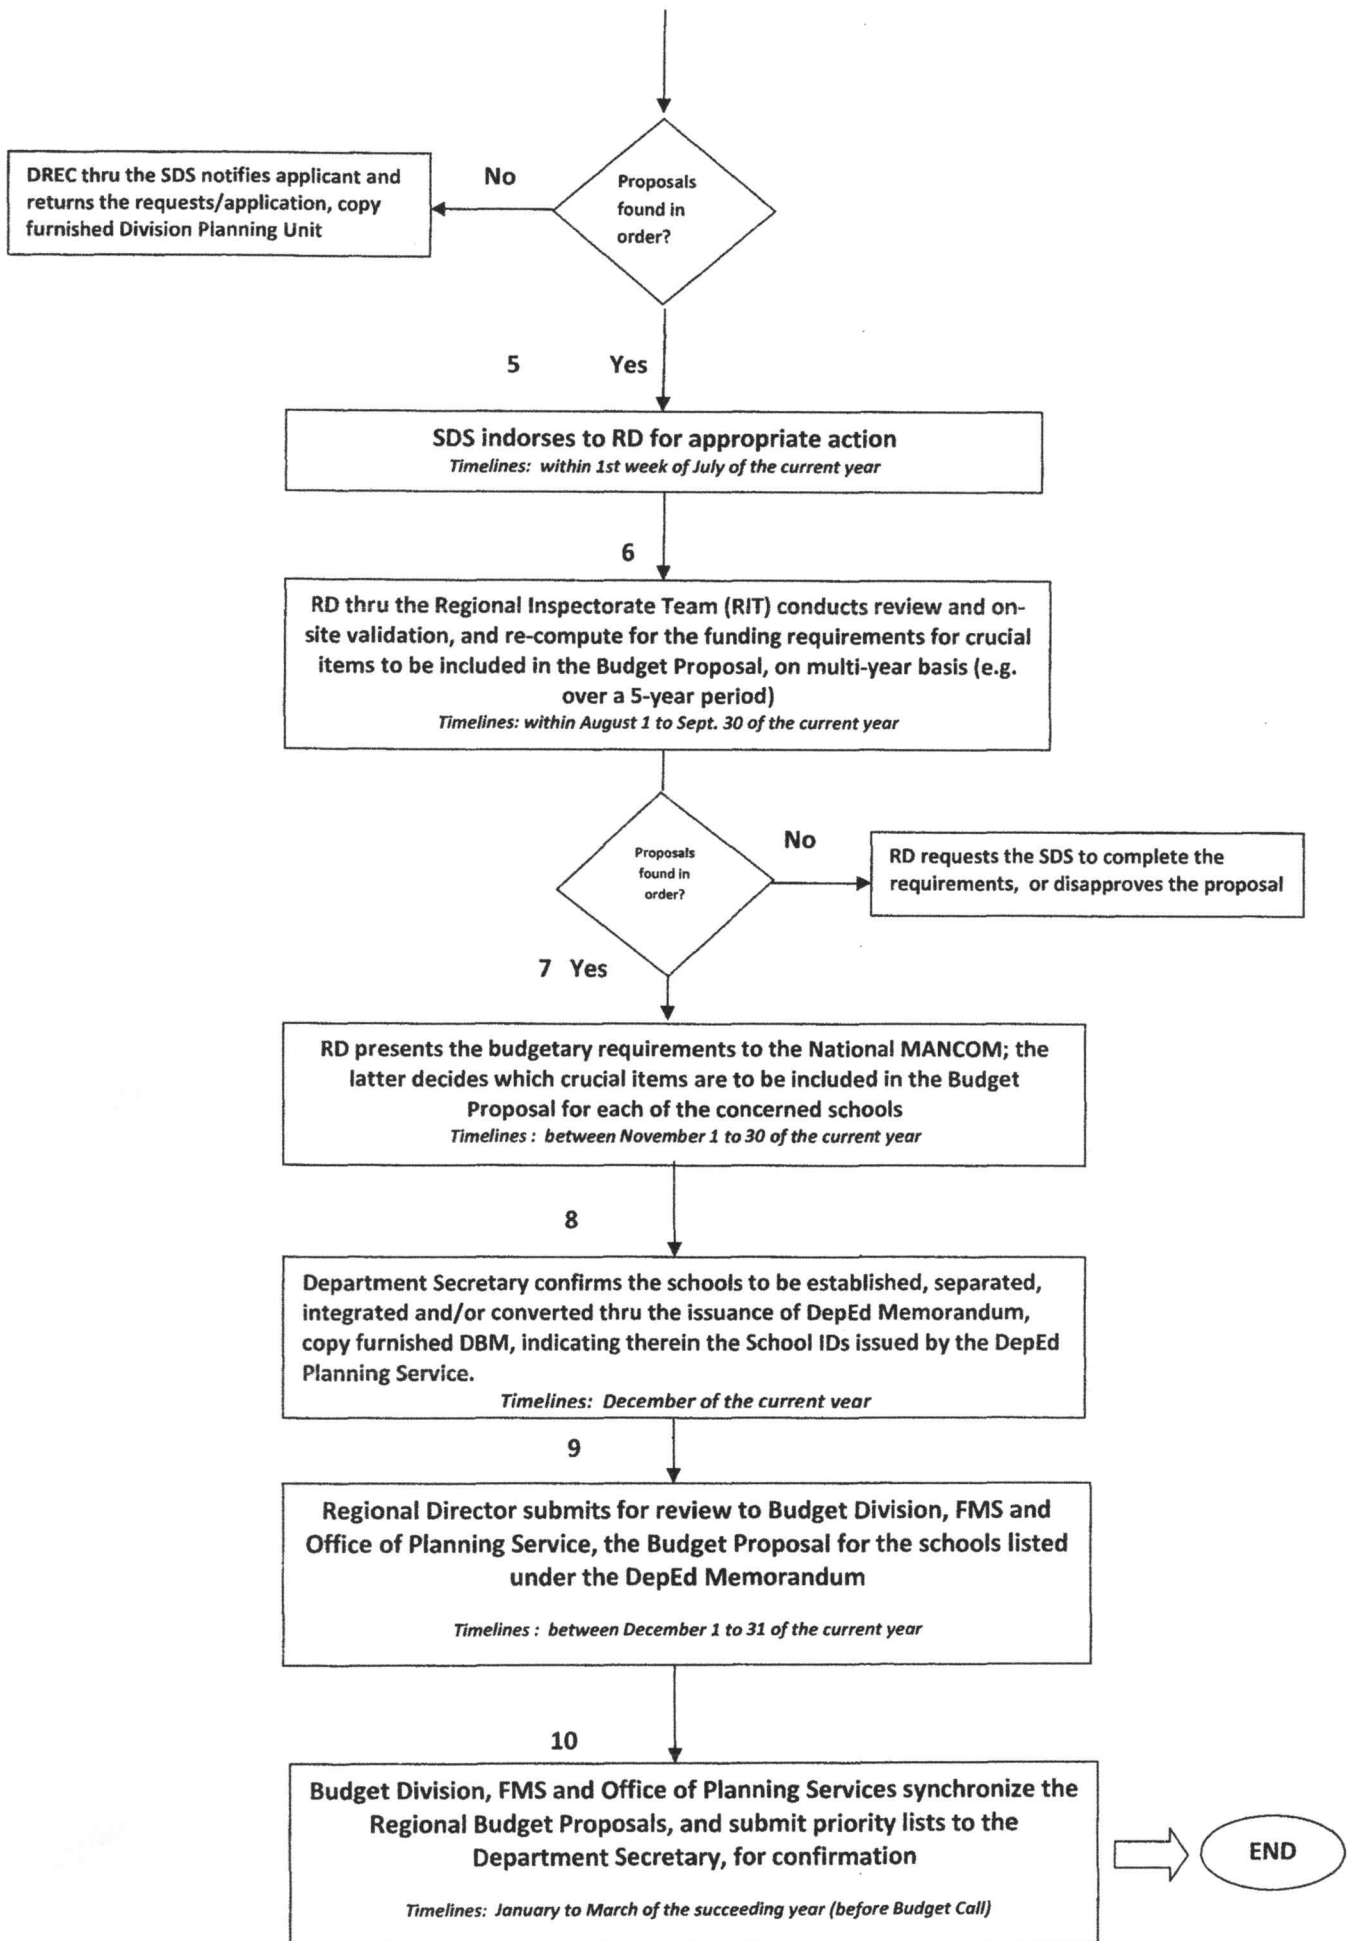 Proposals
found in
order?
No
DREC thru the SDS notifies applicant and
returns the requests/application, copy
furnished Division Planning Unit
5 Yes
SDS indorses to RD for appropriate action
Timelines: within 1st week of July of the current year
6
RD thru the Regional Inspectorate Team (RIT) conducts review and on-
site validation, and re-compute for the funding requirements for crucial
items to be included in the Budget Proposal, on multi-year basis (e.g.
over a 5-year period)
Timelines: within August 1 to Sept. 30 of the current year
Proposals
found in
order?
No
RD requests the SDS to complete the
requirements, or disapproves the proposal
7 Yes
RD presents the budgetary requirements to the National MANCOM; the
latter decides which crucial items are to be included in the Budget
Proposal for each of the concerned schools
Timelines : between November 1 to 30 of the current year
8
Department Secretary confirms the schools to be established, separated,
integrated and/or converted thru the issuance of DepEd Memorandum,
copy furnished DBM, indicating therein the School IDs issued by the DepEd
Planning Service.
Timelines: December of the current year
9
Regional Director submits for review to Budget Division, FMS and
Office of Planning Service, the Budget Proposal for the schools listed
under the DepEd Memorandum
Timelines : between December 1 to 31 of the current year
10
Budget Division, FMS and Office of Planning Services synchronize the
Regional Budget Proposals, and submit priority lists to the
Department Secretary, for confirmation
Timelines: January to March of the succeeding year (before Budget Call)
END